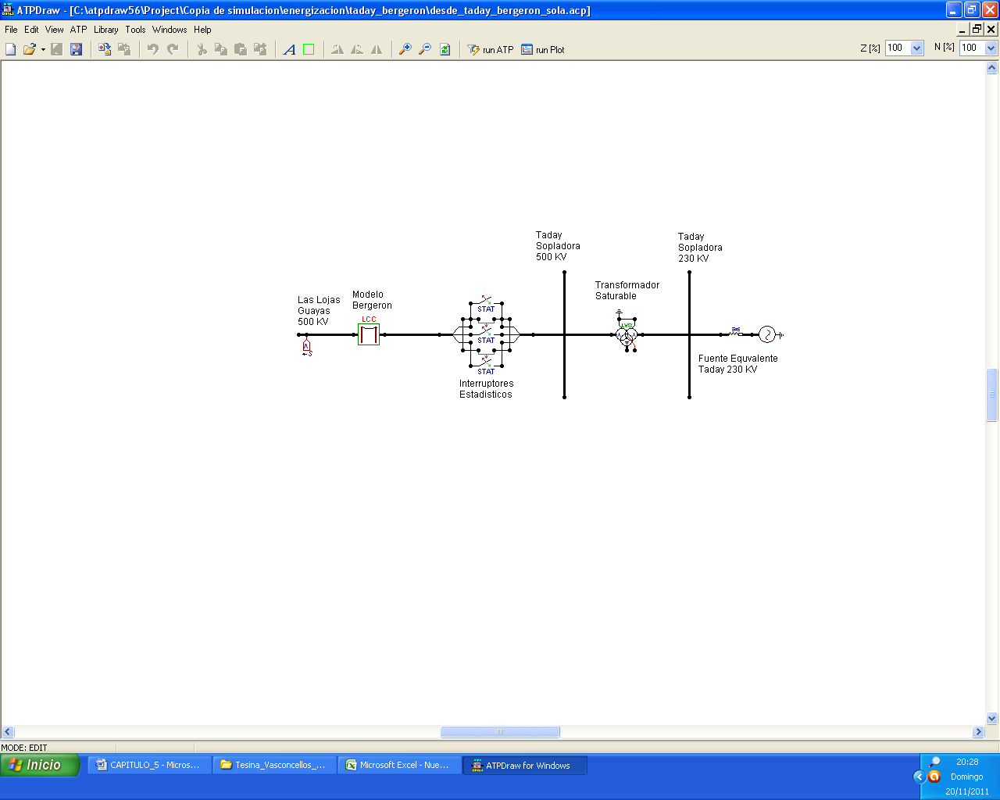 ATPDraw - [C:\atpdraw56\Project\Copia de simulacion\energizacion\taday_bergeron\desde_taday_bergeron_sola.acp]
File Edit View ATP Library Tools Windows Help
A run ATP run Plot Z [%] 100 N [%] 100
Taday
Sopladora
500 KV
Taday
Sopladora
230 KV
Transformador
Saturable
Las Lojas
Guayas
500 KV
Modelo
Bergeron
LCC
STAT
STAT
STAT
SAT
Interruptores
Estadisticos
Fuente Equvalente
Taday 230 KV
MODE: EDIT
Inicio CAPITULO_5 - Micros... Tesina_Vasconcellos_... Microsoft Excel - Nue... ATPDraw for Windows
20:28
Domingo
20/11/2011